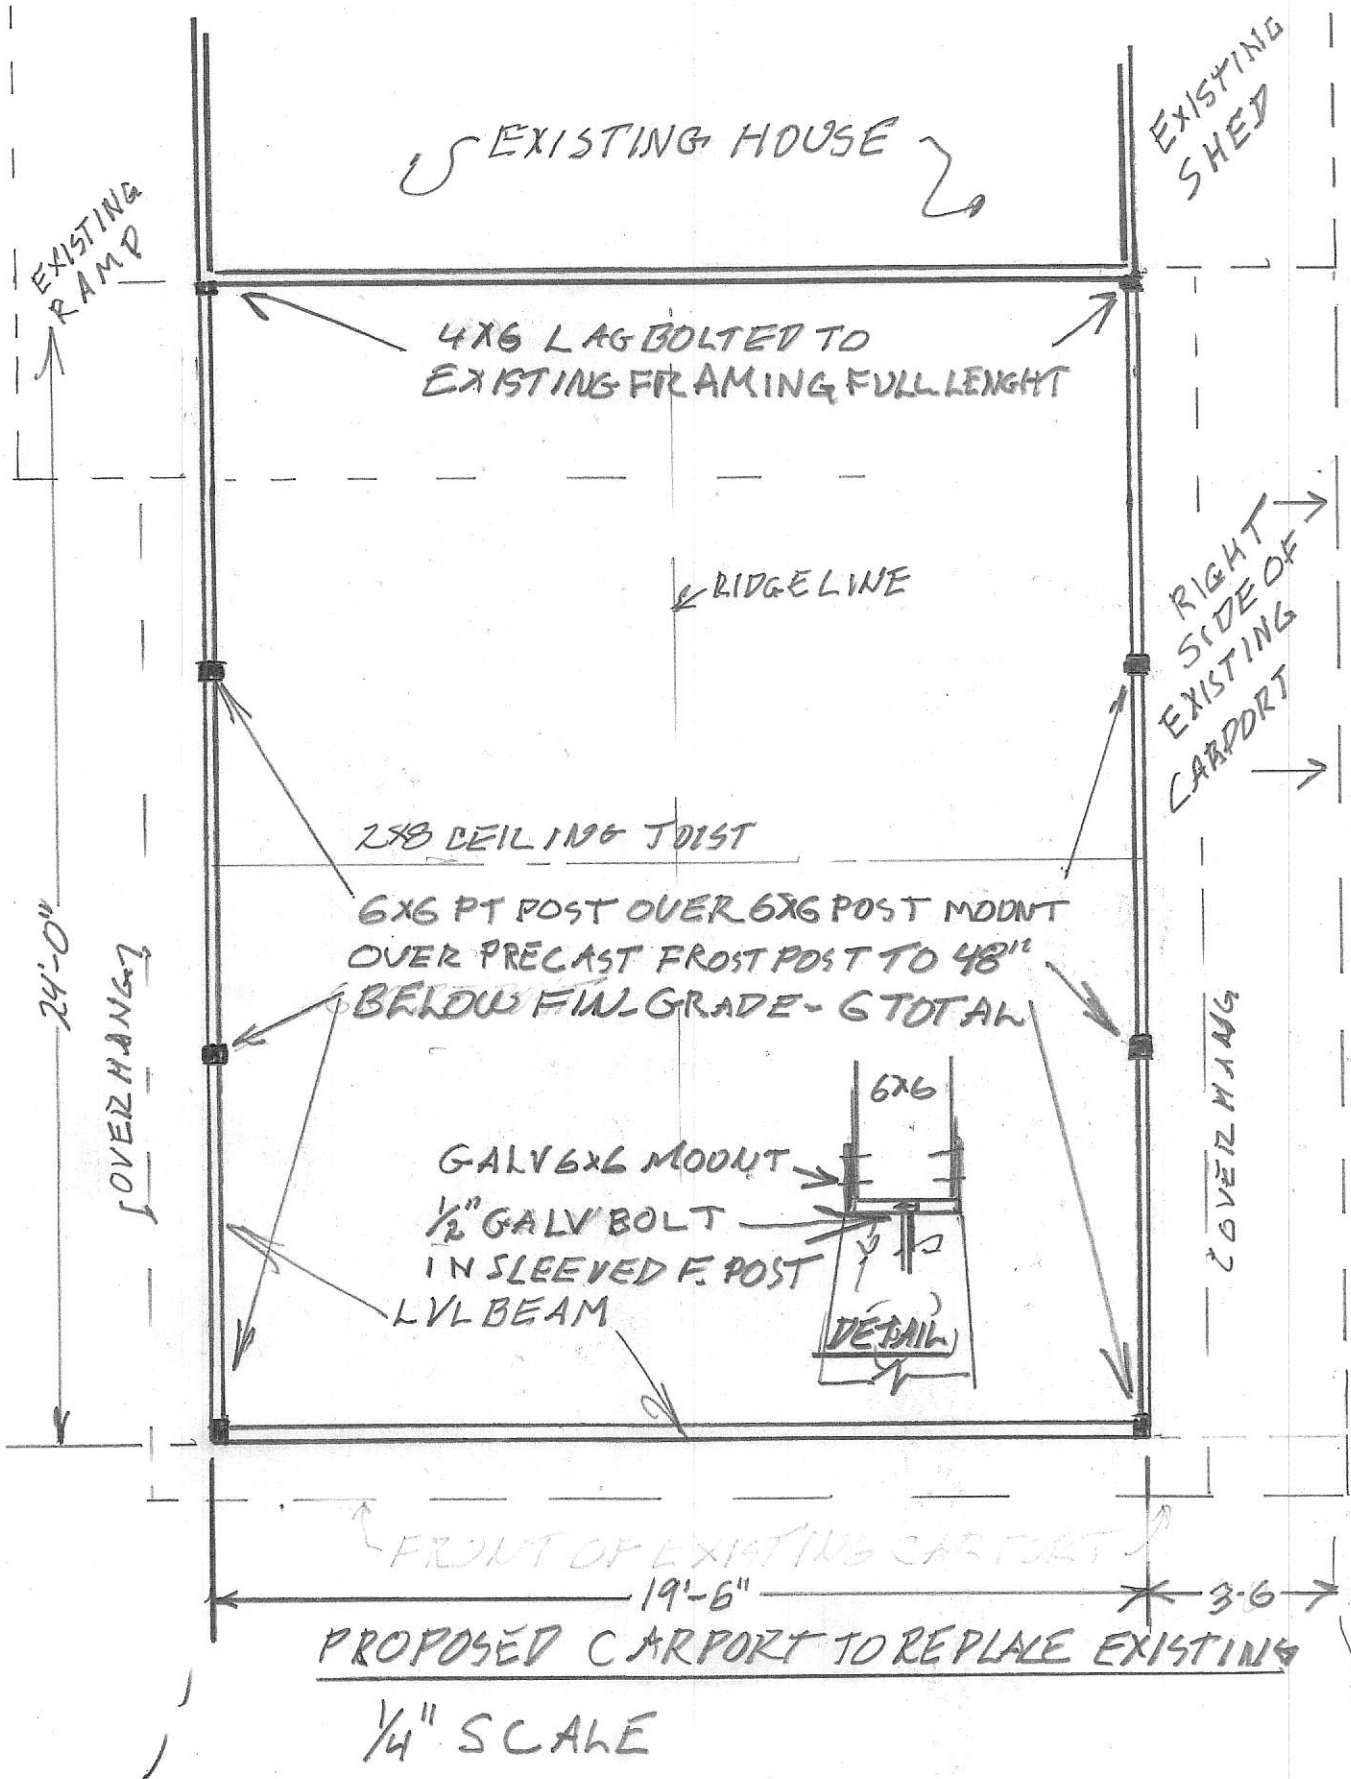 EXISTING HOUSE
EXISTING
SHED
EXISTING
RAMP
4X6 LAG BOLTED TO
EXISTING FRAMING FULL LENGHT
RIDGE LINE
RIGHT
SIDE OF
EXISTING
CARPORT
2X8 CEILING JOIST
6X6 PT POST OVER 6X6 POST MOUNT
OVER PRECAST FROST POST TO 48"
BELOW FIN. GRADE - 6 TOTAL
24'-0"
OVERHANG
OVERHANG
6X6
GALV 6X6 MOUNT
1/2" GALV BOLT
IN SLEEVED F. POST
LVL BEAM
DETAIL
FRONT OF EXISTING CARPORT
19'-6"
3-6
PROPOSED CARPORT TO REPLACE EXISTING
1/4" SCALE